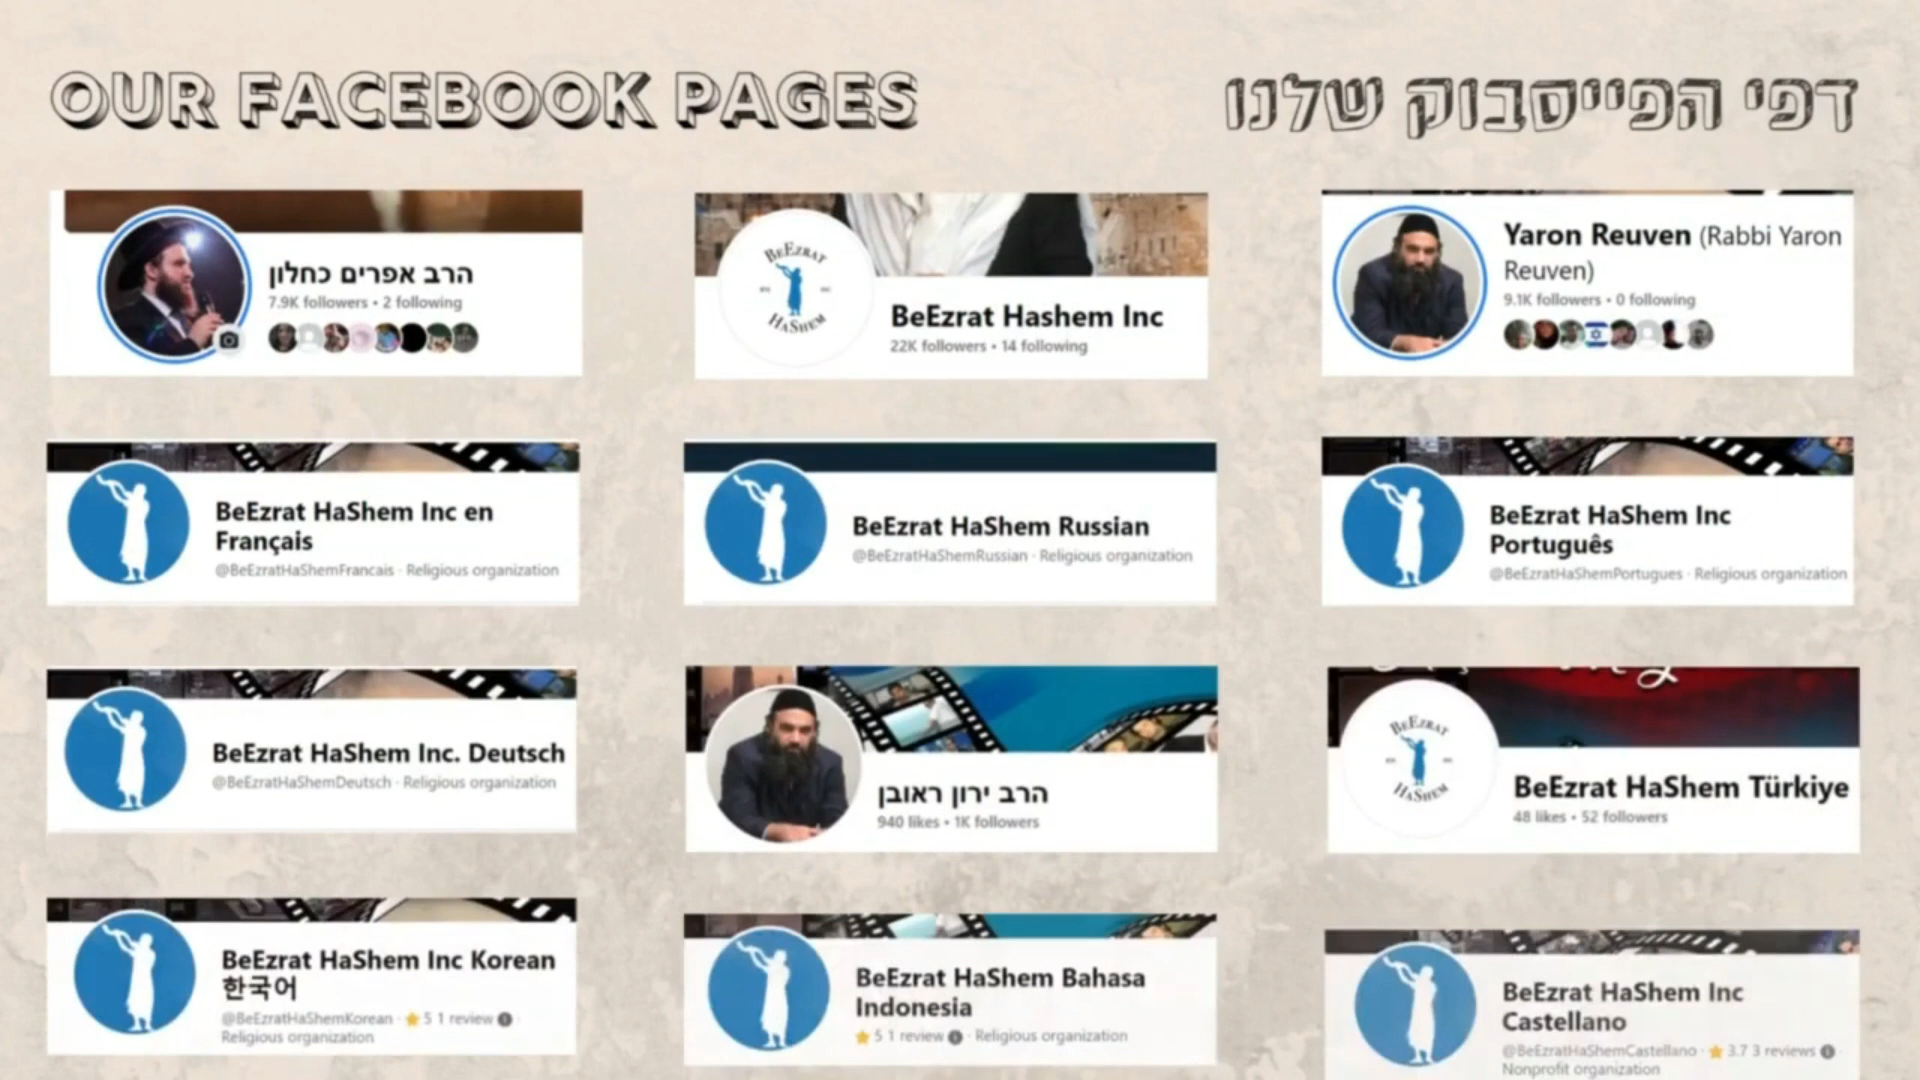 OUR FACEBOOK PAGES
דפי הפייסבוק שלנו
הרב אפרים כחלון
7.9K followers • 2 following
BEEZRAT
HASHEM
BeEzrat Hashem Inc
22K followers • 14 following
Yaron Reuven (Rabbi Yaron
Reuven)
9.1K followers • 0 following
BeEzrat HaShem Inc en
Français
@BeEzratHaShemFrancais · Religious organization
BeEzrat HaShem Russian
@BeEzratHaShemRussian · Religious organization
BeEzrat HaShem Inc
Português
@BeEzratHaShemPortugues · Religious organization
BeEzrat HaShem Inc. Deutsch
@BeEzratHaShemDeutsch · Religious organization
הרב ירון ראובן
940 likes • 1K followers
BEEZRAT
HASHEM
BeEzrat HaShem Türkiye
48 likes • 52 followers
BeEzrat HaShem Inc Korean
한국어
@BeEzratHaShemKorean · ★ 5 1 review ·
Religious organization
BeEzrat HaShem Bahasa
Indonesia
★ 5 1 review · Religious organization
BeEzrat HaShem Inc
Castellano
@BeEzratHaShemCastellano · ★ 3.7 3 reviews ·
Nonprofit organization